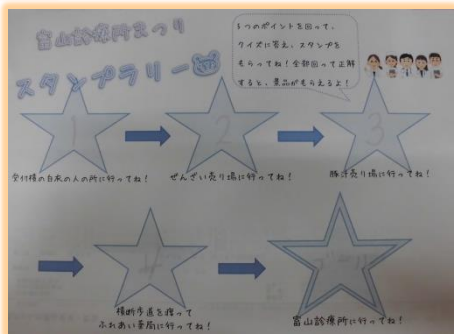 富山診療所まつり
スタンプラリー
5つのポイントを回って、
クイズに答え、スタンプを
もらってね！全部回って正解
すると、景品がもらえるよ！
1
2
3
受付横の白衣の人の所に行ってね！
ぜんざい売り場に行ってね！
豚汁売り場に行ってね！
4
ゴール
横断歩道を渡って
ふれあい薬局に行ってね！
富山診療所に行ってね！